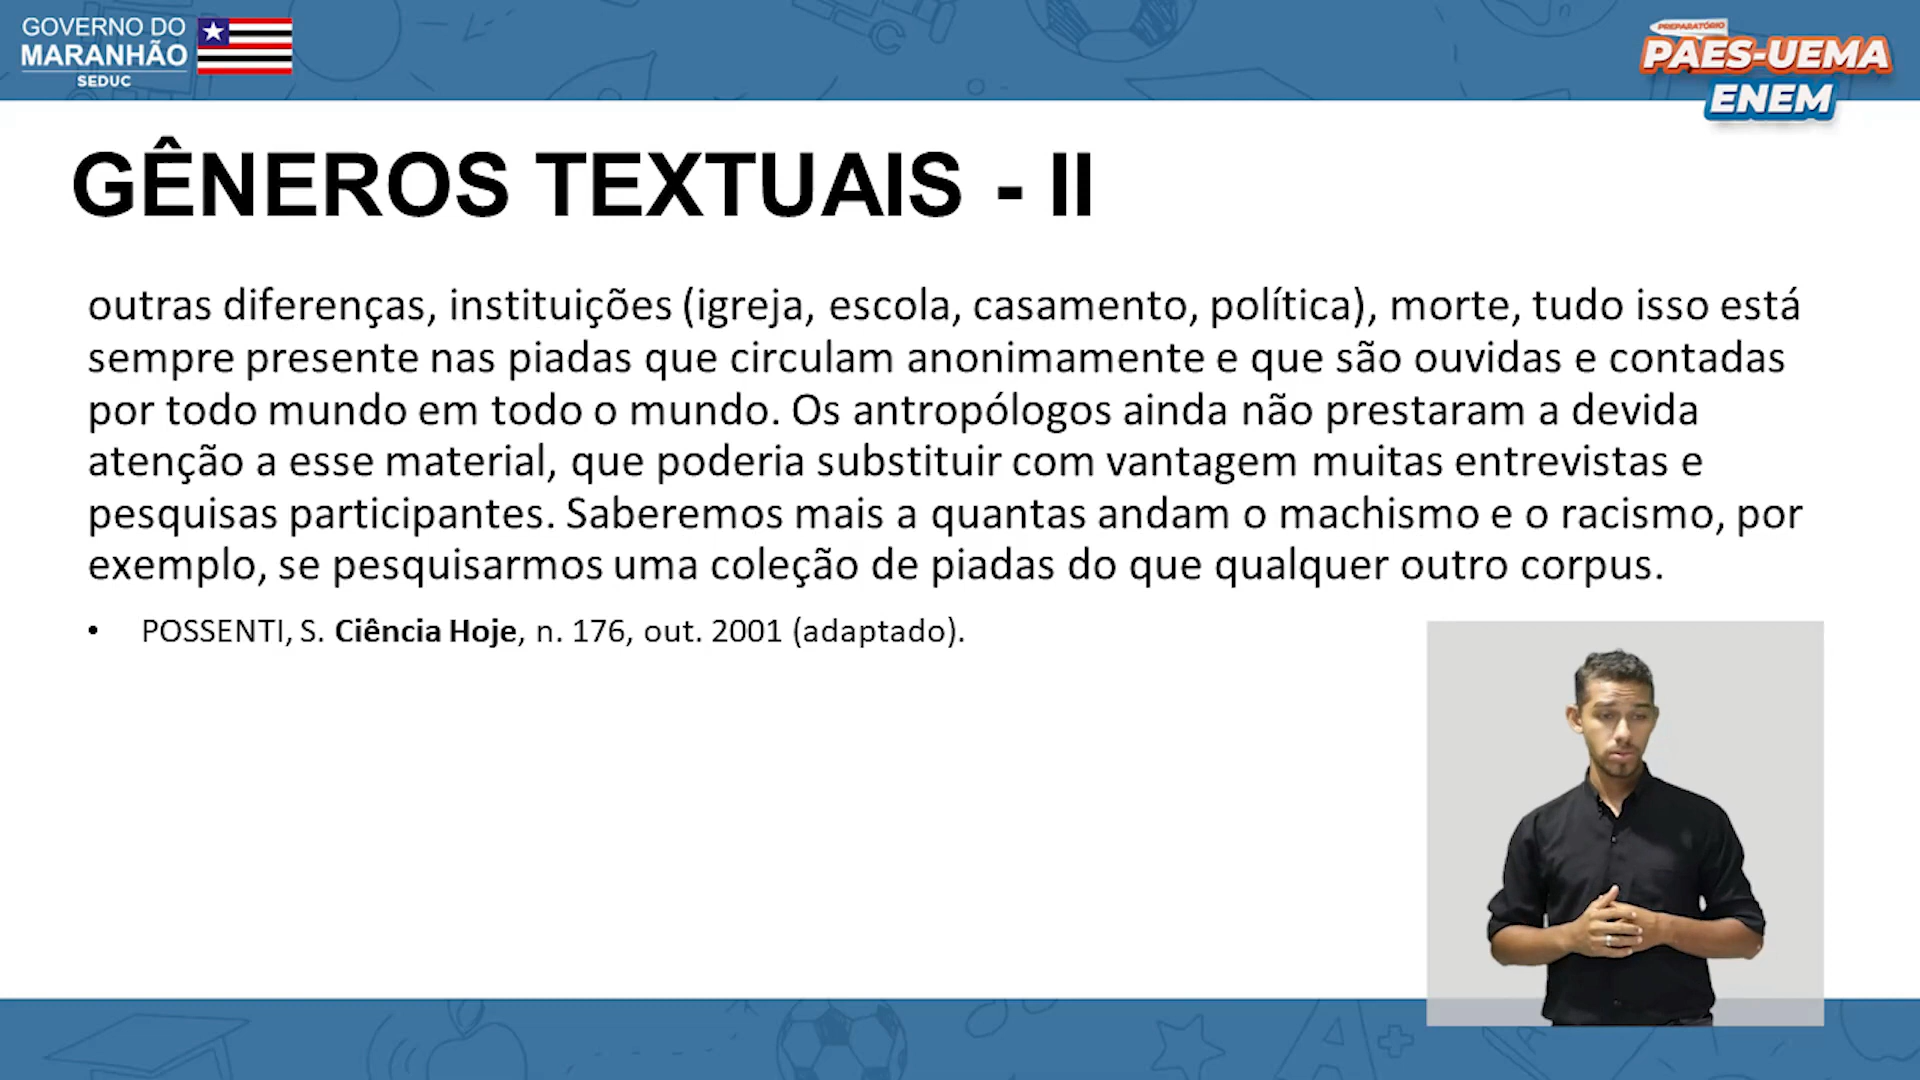 GOVERNO DO
MARANHÃO
SEDUC
PREPARATÓRIO
PAES-UEMA
ENEM
GÊNEROS TEXTUAIS - II
outras diferenças, instituições (igreja, escola, casamento, política), morte, tudo isso está
sempre presente nas piadas que circulam anonimamente e que são ouvidas e contadas
por todo mundo em todo o mundo. Os antropólogos ainda não prestaram a devida
atenção a esse material, que poderia substituir com vantagem muitas entrevistas e
pesquisas participantes. Saberemos mais a quantas andam o machismo e o racismo, por
exemplo, se pesquisarmos uma coleção de piadas do que qualquer outro corpus.
• POSSENTI, S. Ciência Hoje, n. 176, out. 2001 (adaptado).
A+